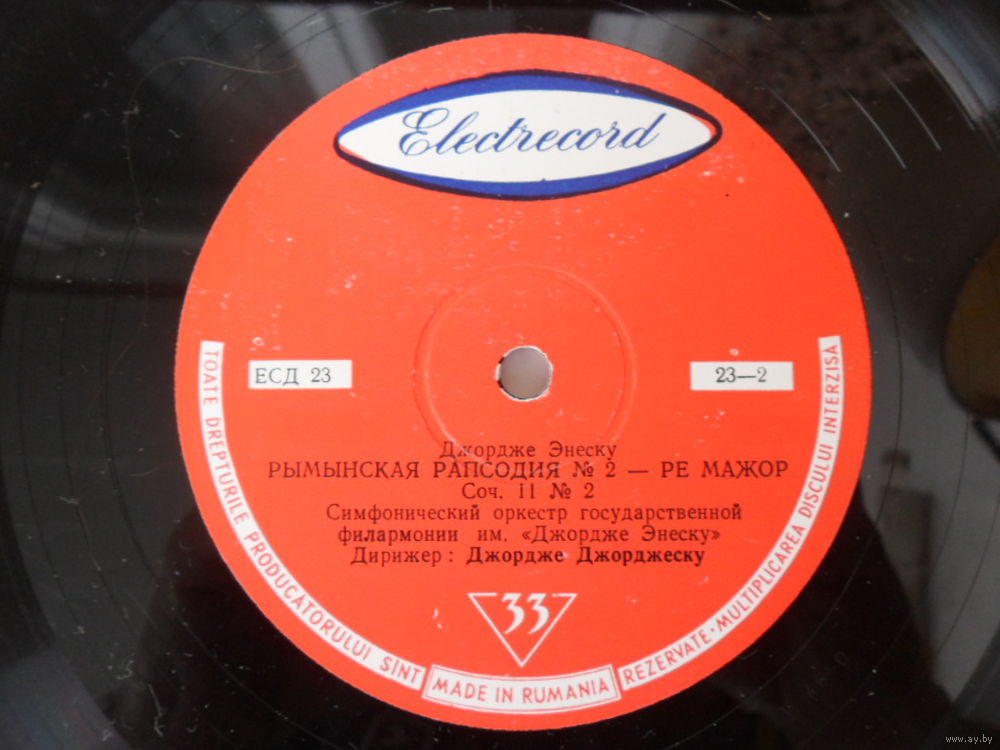 Electrecord
ЕСД 23
23—2
Джордже Энеску
РЫМЫНСКАЯ РАПСОДИЯ № 2 — РЕ МАЖОР
Соч. 11 № 2
Симфонический оркестр государственной
филармонии им. «Джордже Энеску»
Дирижер : Джордже Джорджеску
33
TOATE DREPTURILE PRODUCATORULUI SÎNT
MADE IN RUMANIA
REZERVATE·MULTIPLICAREA DISCULUI INTERZISĂ
www.ay.by